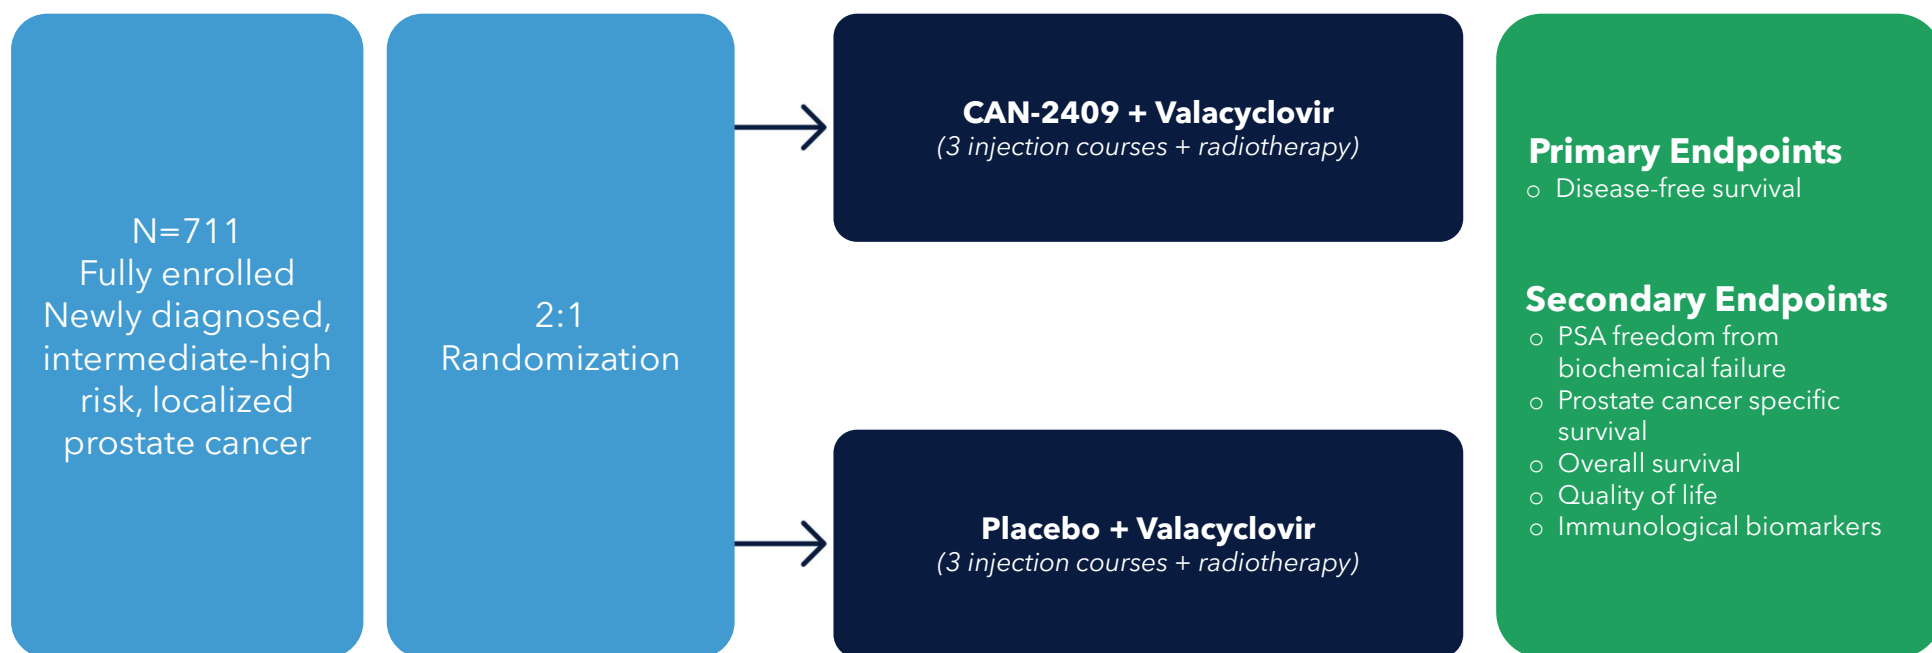 N=711
Fully enrolled
Newly diagnosed,
intermediate-high
risk, localized
prostate cancer
2:1
Randomization
CAN-2409 + Valacyclovir
(3 injection courses + radiotherapy)
Placebo + Valacyclovir
(3 injection courses + radiotherapy)
Primary Endpoints
o Disease-free survival
Secondary Endpoints
o PSA freedom from
biochemical failure
o Prostate cancer specific
survival
o Overall survival
o Quality of life
o Immunological biomarkers